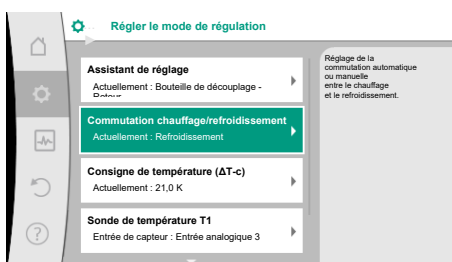 Régler le mode de régulation
Assistant de réglage
Actuellement : Bouteille de découplage -
Retour
Commutation chauffage/refroidissement
Actuellement : Refroidissement
Consigne de température (ΔT-c)
Actuellement : 21,0 K
Sonde de température T1
Entrée de capteur : Entrée analogique 3
Réglage de la
commutation automatique
ou manuelle
entre le chauffage
et le refroidissement.
?